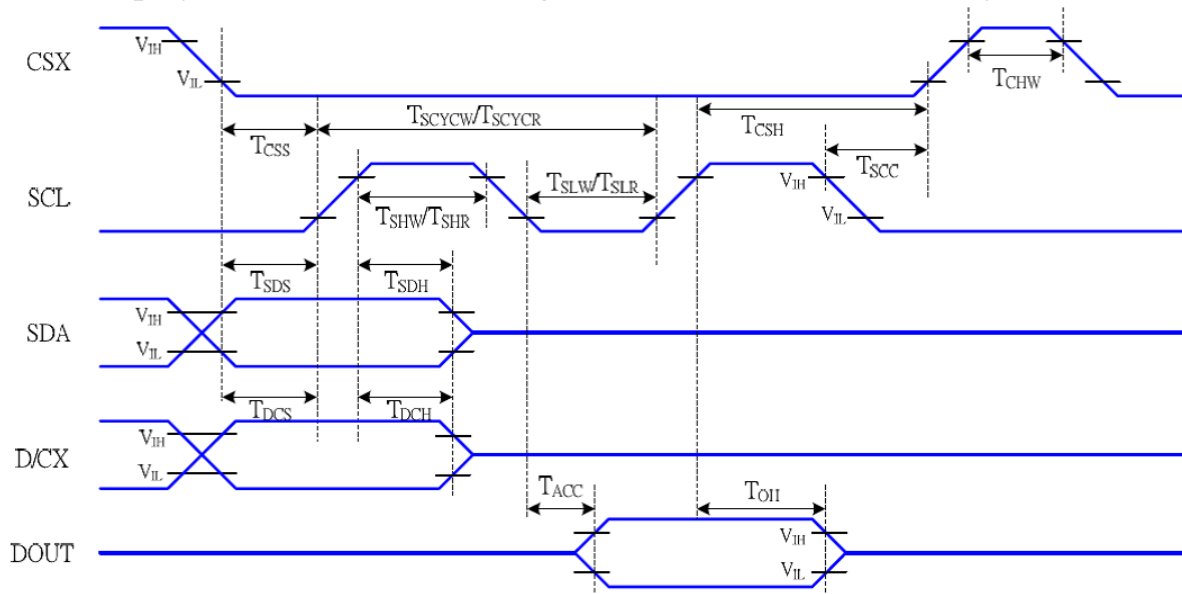 CSX
VIH
VIL
TCHW
TSCYCW/TSCYCR
TCSH
TCSS
TSCC
SCL
TSLW/TSLR
VIH
TSHW/TSHR
VIL
TSDS
TSDH
SDA
VIH
VIL
TDCS
TDCH
D/CX
VIH
VIL
TACC
TOH
DOUT
VIH
VIL